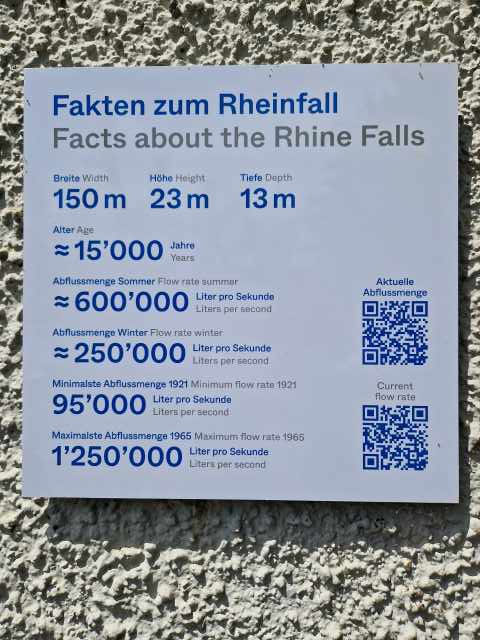 Fakten zum Rheinfall
Facts about the Rhine Falls
Breite Width Höhe Height Tiefe Depth
150 m 23 m 13 m
Alter Age
≈ 15’000 Jahre
Years
Abflussmenge Sommer Flow rate summer
≈ 600’000 Liter pro Sekunde
Liters per second
Abflussmenge Winter Flow rate winter
≈ 250’000 Liter pro Sekunde
Liters per second
Minimalste Abflussmenge 1921 Minimum flow rate 1921
95’000 Liter pro Sekunde
Liters per second
Maximalste Abflussmenge 1965 Maximum flow rate 1965
1’250’000 Liter pro Sekunde
Liters per second
Aktuelle
Abflussmenge
Current
flow rate